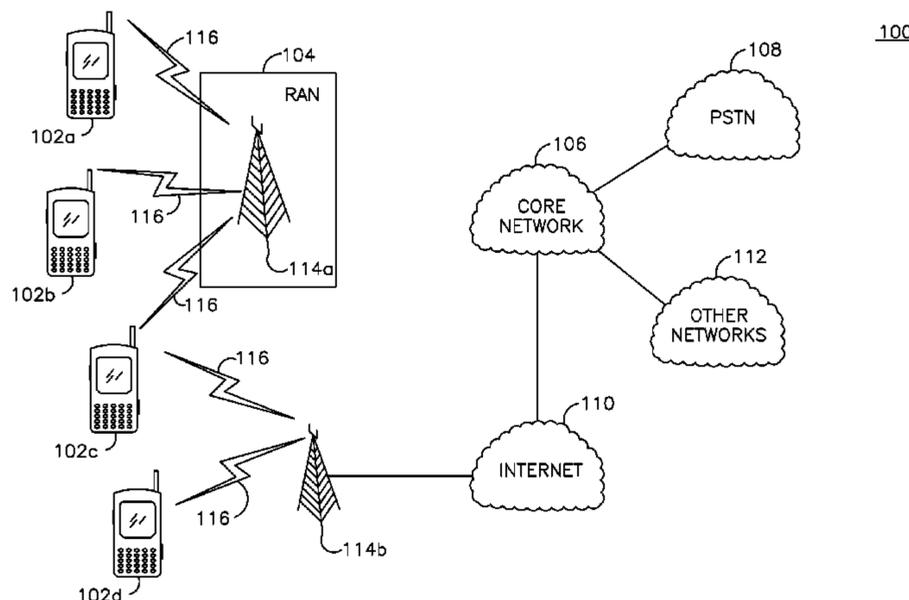 100
116
104
RAN
108
PSTN
102a
106
CORE
NETWORK
116
114a
112
OTHER
NETWORKS
102b
116
116
110
INTERNET
102c
116
114b
102d